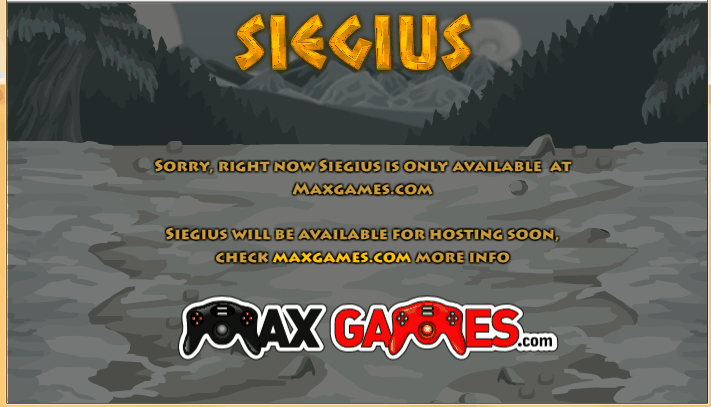 SIEGIUS
Sorry, right now Siegius is only available at
Maxgames.com
Siegius will be available for hosting soon,
check maxgames.com more info
MAX GAMES.com